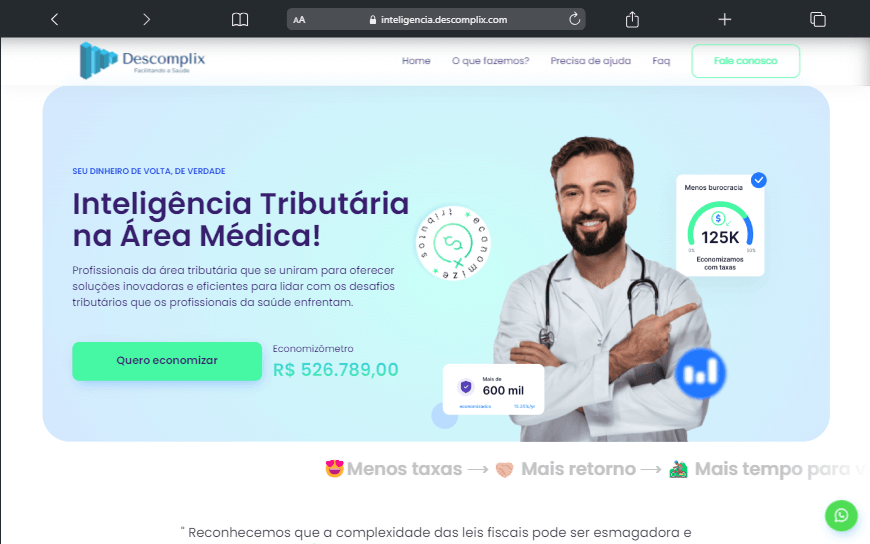 AA
inteligencia.descomplix.com
Descomplix
Facilitando a Saúde
Home
O que fazemos?
Precisa de ajuda
Faq
Fale conosco
SEU DINHEIRO DE VOLTA, DE VERDADE
Inteligência Tributária
na Área Médica!
Profissionais da área tributária que se uniram para oferecer
soluções inovadoras e eficientes para lidar com os desafios
tributários que os profissionais da saúde enfrentam.
Quero economizar
Economizômetro
R$ 526.789,00
economize tributos
Menos burocracia
$
125K
0%
Economizamos
com taxas
Mais de
600 mil
economizados
😍Menos taxas → 🤝 Mais retorno → Mais tempo para v
" Reconhecemos que a complexidade das leis fiscais pode ser esmagadora e